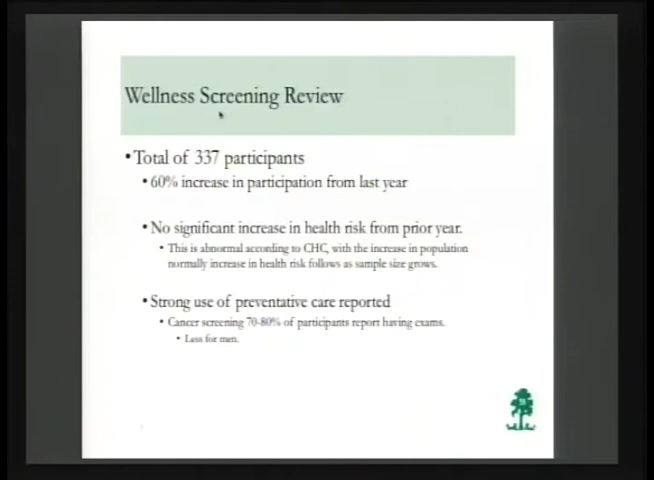 Wellness Screening Review
•Total of 337 participants
•60% increase in participation from last year
•No significant increase in health risk from prior year.
• This is abnormal according to CHC, with the increase in population
normally increase in health risk follows as sample size grows.
•Strong use of preventative care reported
• Cancer screening 70-80% of participants report having exams.
• Less for men.